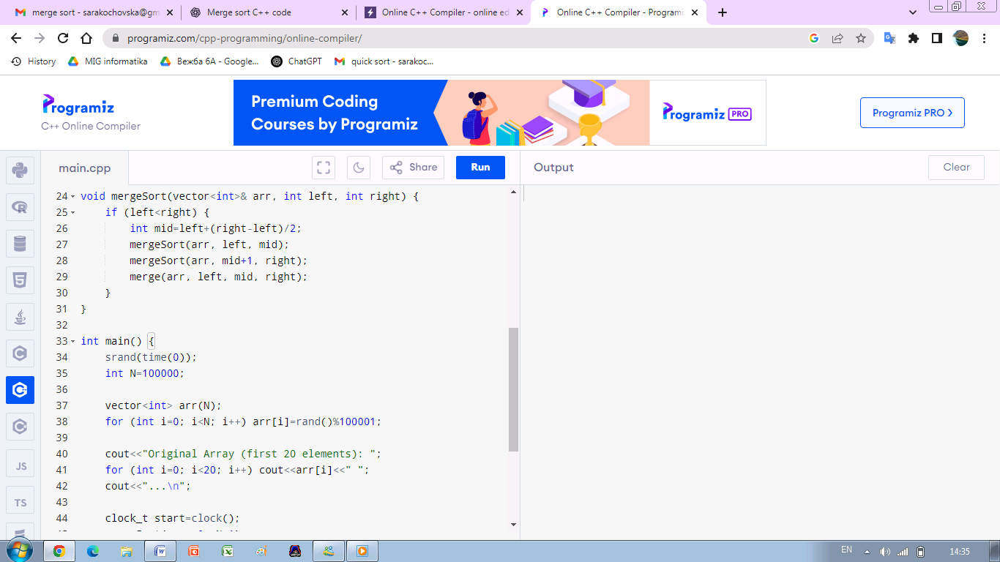 merge sort - sarakochovska@gm
Merge sort C++ code
Online C++ Compiler - online ed
Online C++ Compiler - Programi
programiz.com/cpp-programming/online-compiler/
History
MIG informatika
Вежба 6А - Google...
ChatGPT
quick sort - sarakoc...
Programiz
C++ Online Compiler
Premium Coding
Courses by Programiz
Programiz PRO
Programiz PRO >
main.cpp
Share
Run
Output
Clear
24 void mergeSort(vector<int>& arr, int left, int right) {
25 if (left<right) {
26 int mid=left+(right-left)/2;
27 mergeSort(arr, left, mid);
28 mergeSort(arr, mid+1, right);
29 merge(arr, left, mid, right);
30 }
31 }
32
33 int main() {
34 srand(time(0));
35 int N=100000;
36
37 vector<int> arr(N);
38 for (int i=0; i<N; i++) arr[i]=rand()%100001;
39
40 cout<<"Original Array (first 20 elements): ";
41 for (int i=0; i<20; i++) cout<<arr[i]<<" ";
42 cout<<"...\n";
43
44 clock_t start=clock();
JS
TS
EN
14:35